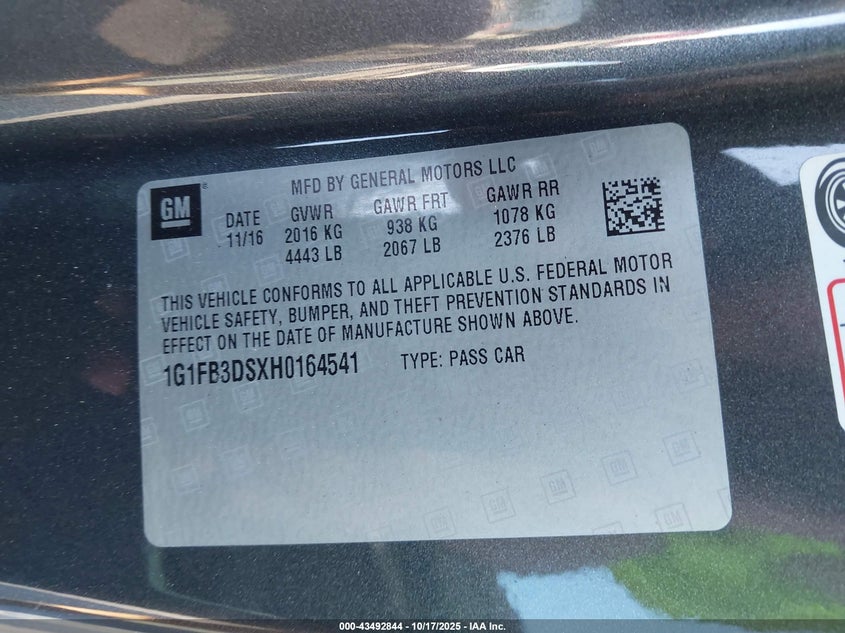 GM
®
MFD BY GENERAL MOTORS LLC
DATE GVWR GAWR FRT GAWR RR
11/16 2016 KG 938 KG 1078 KG
4443 LB 2067 LB 2376 LB
THIS VEHICLE CONFORMS TO ALL APPLICABLE U.S. FEDERAL MOTOR
VEHICLE SAFETY, BUMPER, AND THEFT PREVENTION STANDARDS IN
EFFECT ON THE DATE OF MANUFACTURE SHOWN ABOVE.
1G1FB3DSXH0164541 TYPE: PASS CAR
000-43492844 - 10/17/2025 - IAA Inc.